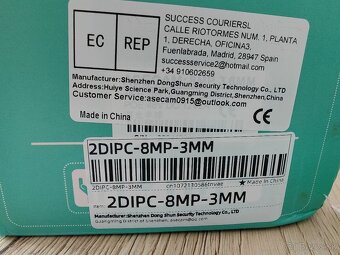 EC REP
SUCCESS COURIERSL
CALLE RIOTORMES NUM. 1, PLANTA
1, DERECHA, OFICINA3,
Fuenlabrada, Madrid, 28947 Spain
successservice2@hotmail.com
+34 910602659
Manufacturer:Shenzhen DongShun Security Technology Co.,Ltd
Address:Huiye Science Park,Guangming District,Shenzhen,China
Customer Service:asecam0915@outlook.com
Made in China
2DIPC-8MP-3MM
2DIPC-8MP-3MM ★ Made in China
2DIPC-8MP-3MM
Manufacturer: Shenzhen Dong Shun Security Technology Co., Ltd.